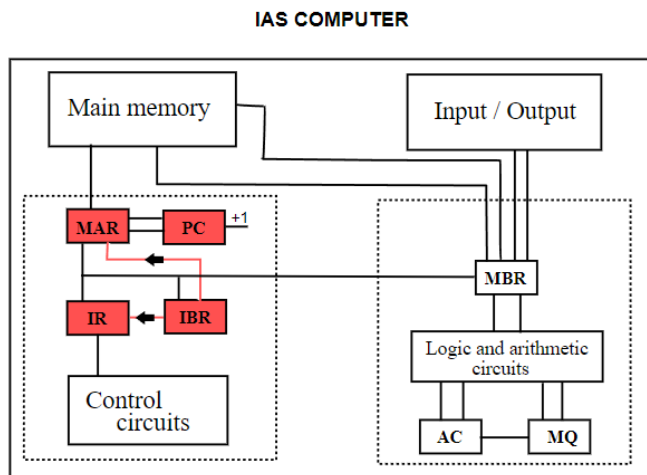 IAS COMPUTER
Main memory
Input / Output
MAR
PC
+1
MBR
IR
IBR
Logic and arithmetic
circuits
Control
circuits
AC
MQ